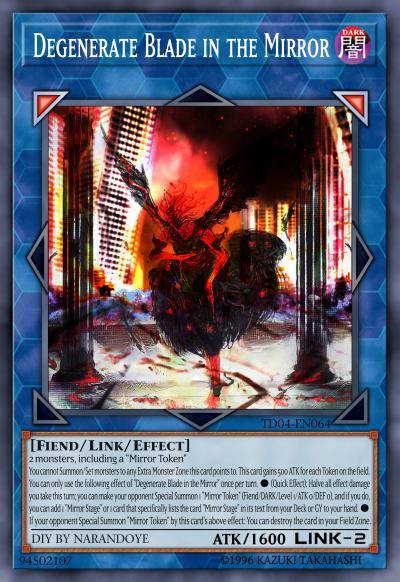 DEGENERATE BLADE IN THE MIRROR
DARK
闇
TD04-EN064
[FIEND/LINK/EFFECT]
2 monsters, including a "Mirror Token"
You cannot Summon/Set monsters to any Extra Monster Zone this card points to. This card gains 500 ATK for each Token on the field.
You can only use the following effect of "Degenerate Blade in the Mirror" once per turn. ● (Quick Effect): Halve all effect damage
you take this turn; you can make your opponent Special Summon 1 "Mirror Token" (Fiend/DARK/Level 1/ATK 0/DEF 0), and if you do,
you can add 1 "Mirror Stage" or 1 card that specifically lists the card "Mirror Stage" in its text from your Deck or GY to your hand. ●
If your opponent Special Summon "Mirror Token" by this card's above effect: You can destroy the card in your Field Zone.
DIY BY NARANDOYE
ATK/1600 LINK-2
94502107
©1996 KAZUKI TAKAHASHI